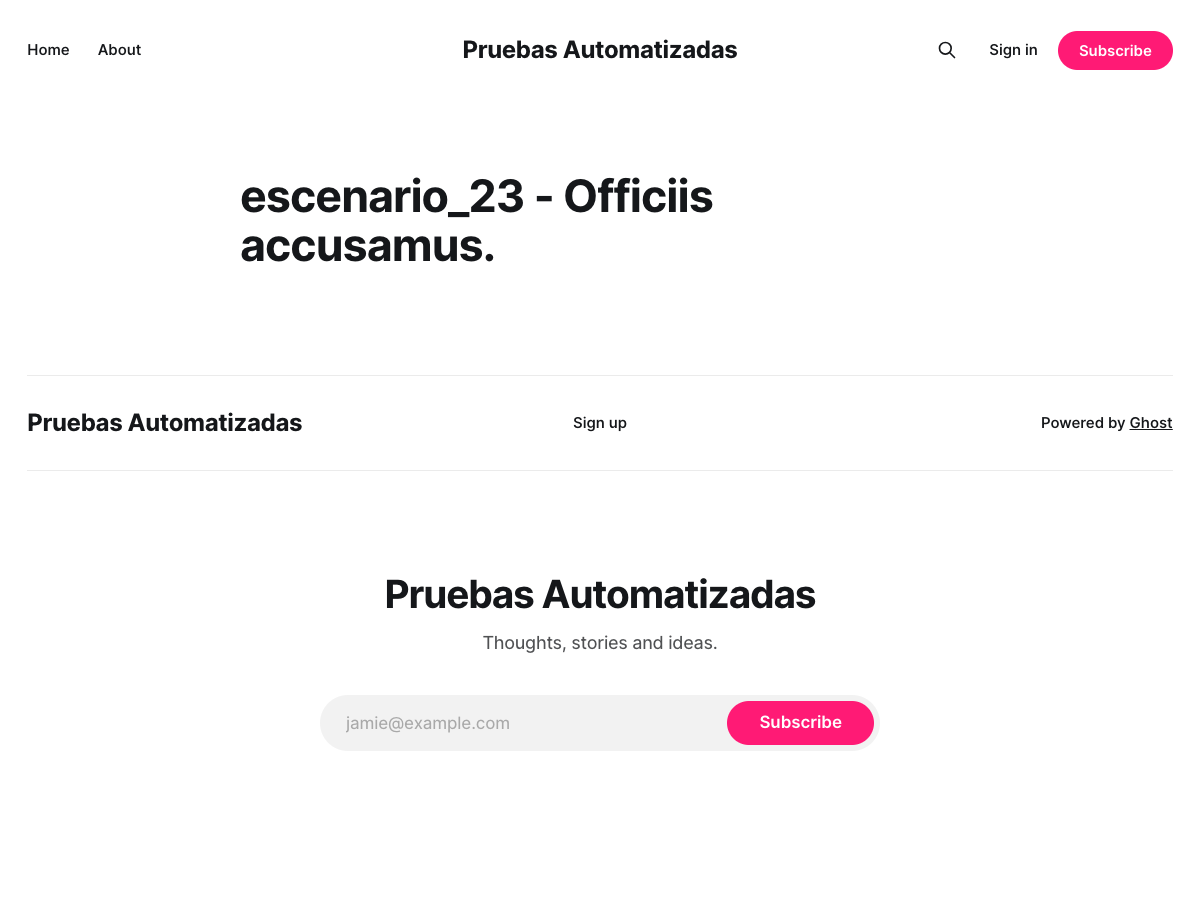 Home About Pruebas Automatizadas Sign in Subscribe
escenario_23 - Officiis
accusamus.
Pruebas Automatizadas Sign up Powered by Ghost
Pruebas Automatizadas
Thoughts, stories and ideas.
jamie@example.com Subscribe